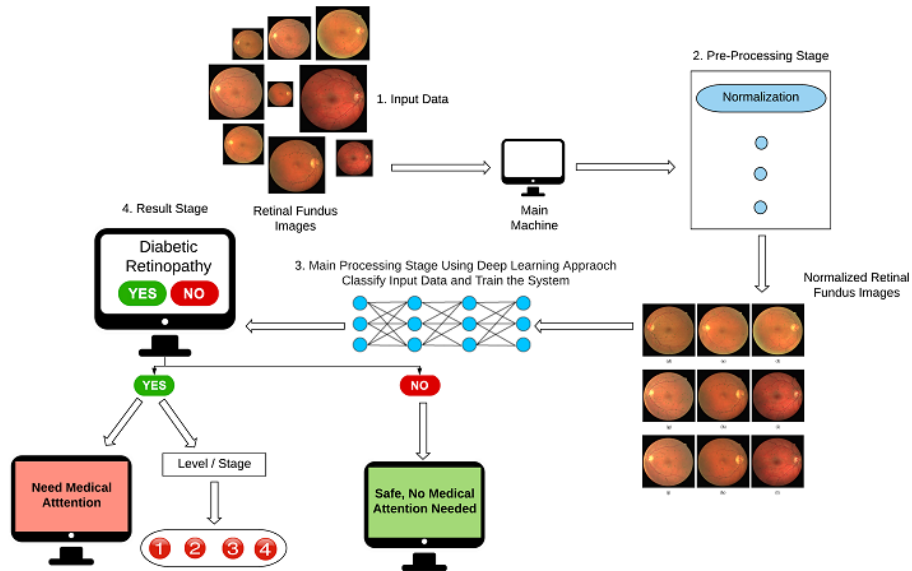 1. Input Data
Retinal Fundus
Images
Main
Machine
2. Pre-Processing Stage
Normalization
Normalized Retinal
Fundus Images
3. Main Processing Stage Using Deep Learning Appraoch
Classify Input Data and Train the System
4. Result Stage
Diabetic
Retinopathy
YES NO
YES
NO
Need Medical
Atttention
Level / Stage
1 2 3 4
Safe, No Medical
Attention Needed